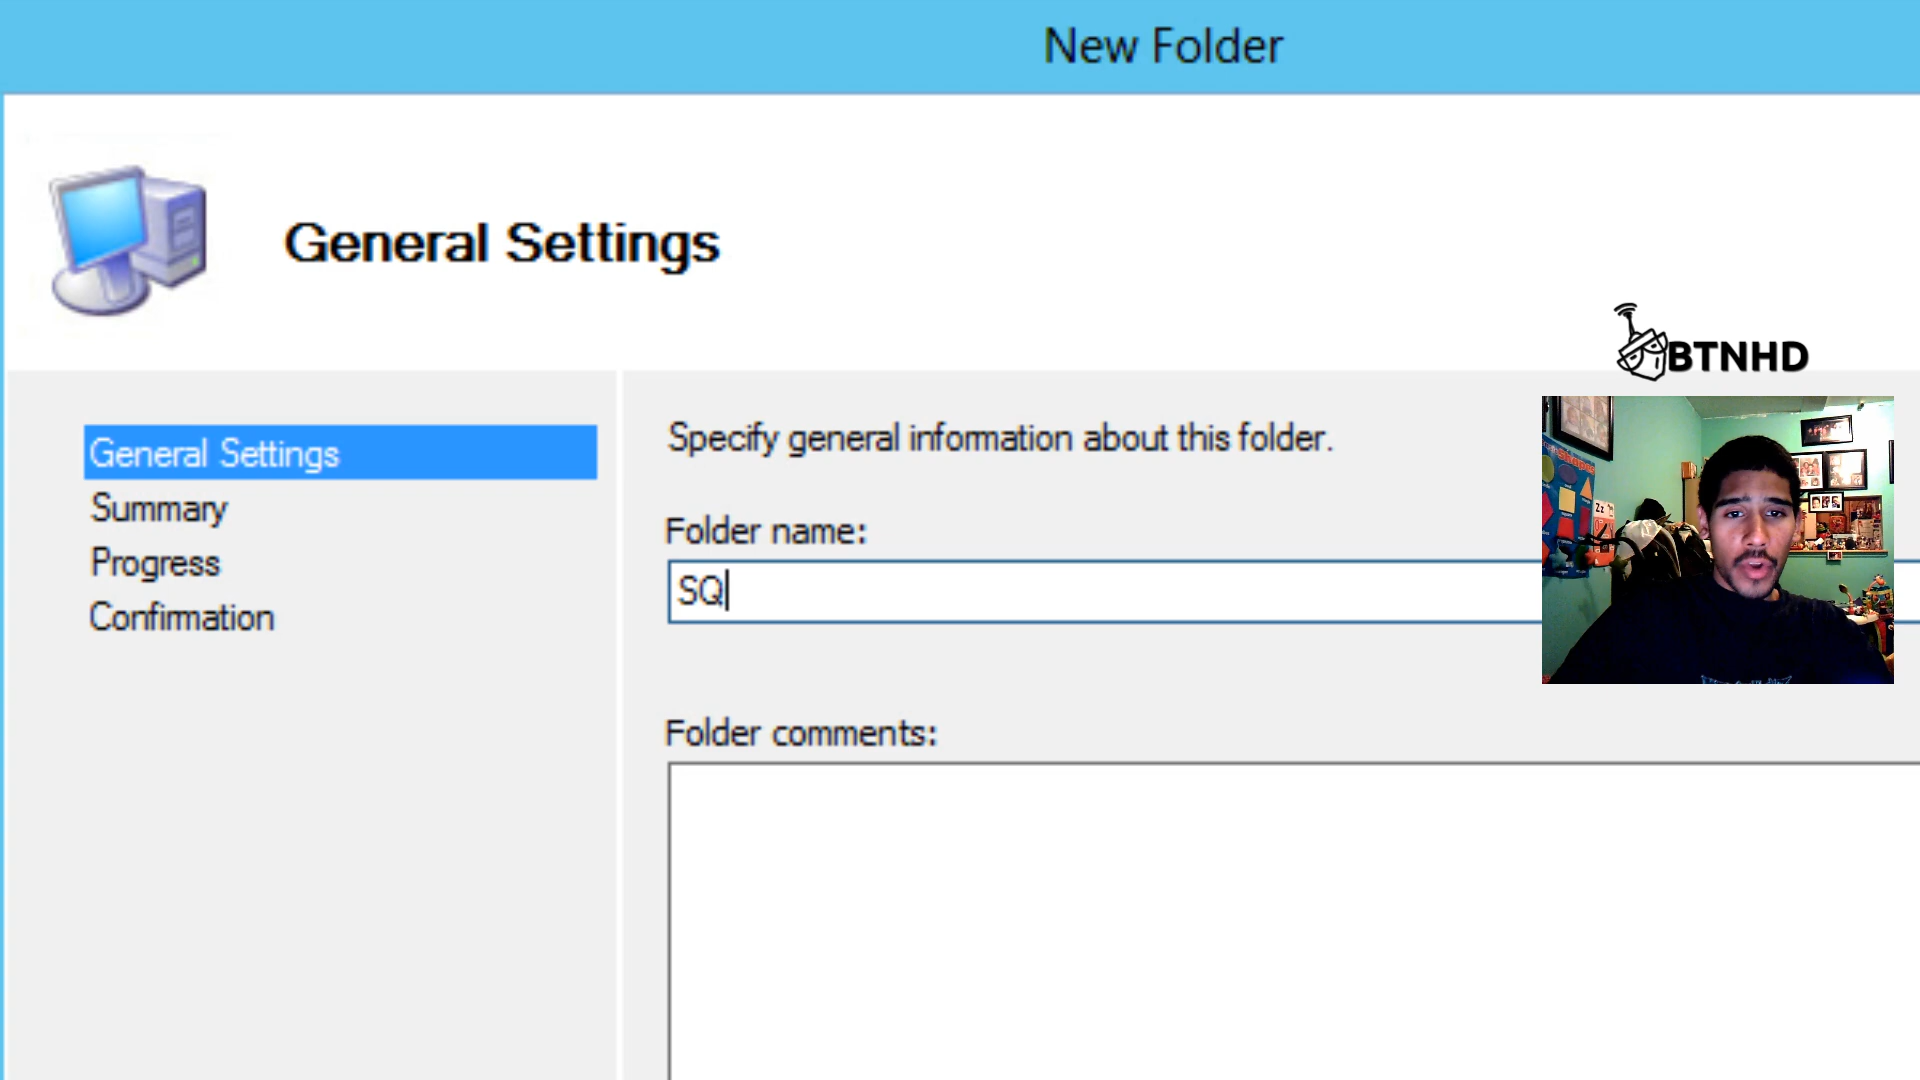 New Folder
General Settings
BTNHD
General Settings
Summary
Progress
Confirmation
Specify general information about this folder.
Folder name:
SQ
Folder comments: